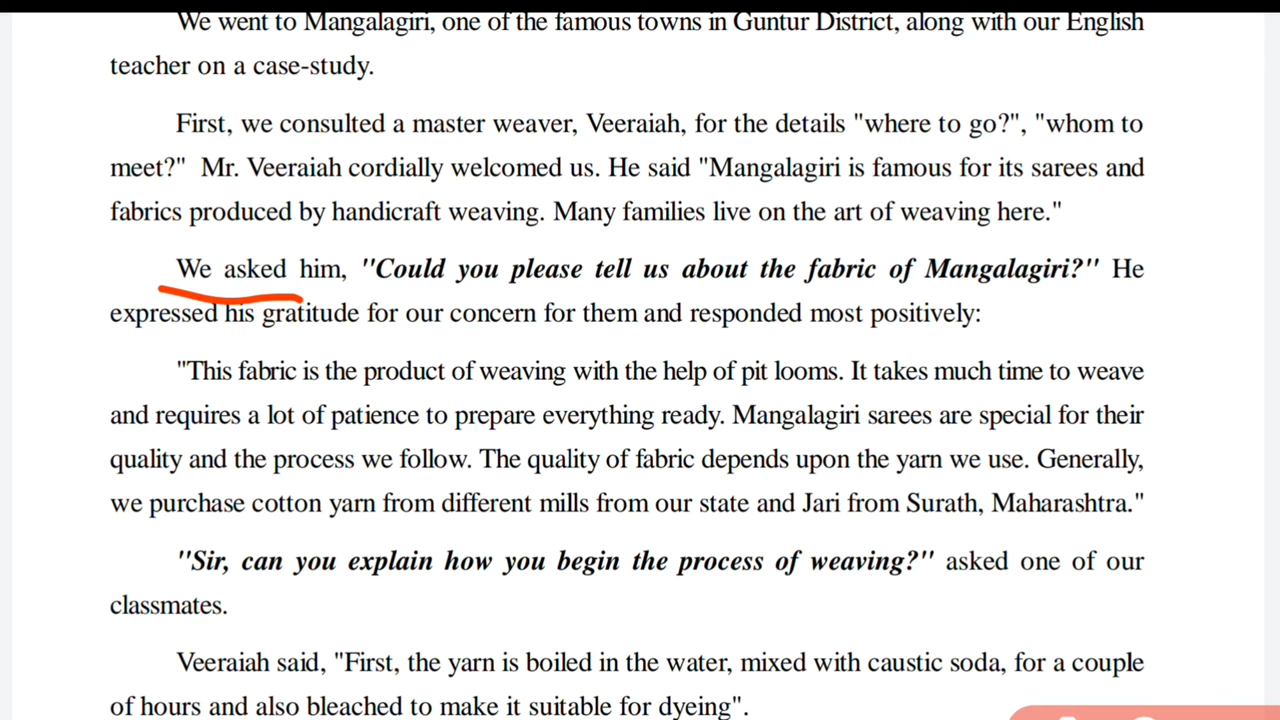 We went to Mangalagiri, one of the famous towns in Guntur District, along with our English
teacher on a case-study.
First, we consulted a master weaver, Veeraiah, for the details "where to go?", "whom to
meet?" Mr. Veeraiah cordially welcomed us. He said "Mangalagiri is famous for its sarees and
fabrics produced by handicraft weaving. Many families live on the art of weaving here."
We asked him, "Could you please tell us about the fabric of Mangalagiri?" He
expressed his gratitude for our concern for them and responded most positively:
"This fabric is the product of weaving with the help of pit looms. It takes much time to weave
and requires a lot of patience to prepare everything ready. Mangalagiri sarees are special for their
quality and the process we follow. The quality of fabric depends upon the yarn we use. Generally,
we purchase cotton yarn from different mills from our state and Jari from Surath, Maharashtra."
"Sir, can you explain how you begin the process of weaving?" asked one of our
classmates.
Veeraiah said, "First, the yarn is boiled in the water, mixed with caustic soda, for a couple
of hours and also bleached to make it suitable for dyeing".